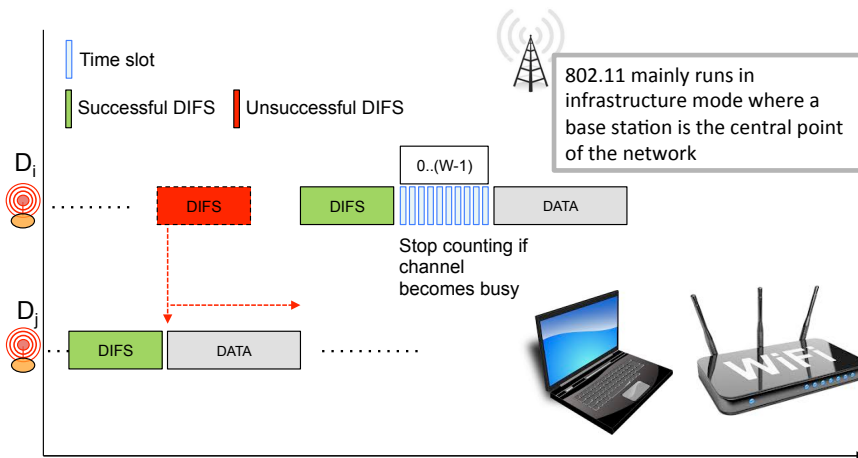 Time slot
Successful DIFS
Unsuccessful DIFS
802.11 mainly runs in
infrastructure mode where a
base station is the central point
of the network
0..(W-1)
Di
DIFS
DIFS
DATA
Stop counting if
channel
becomes busy
Dj
DIFS
DATA
WiFi